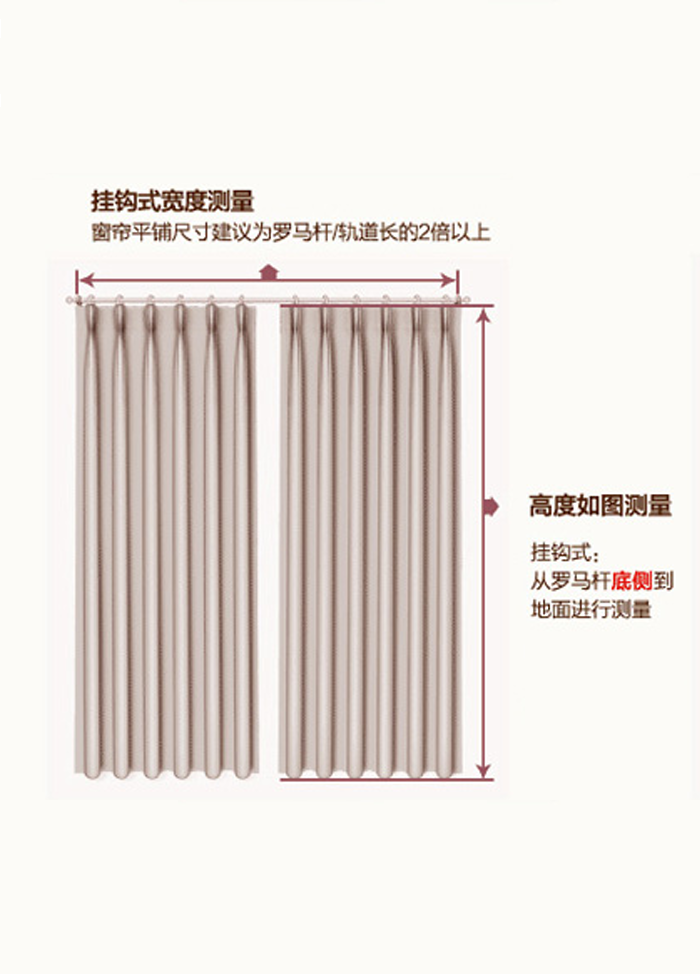 挂钩式宽度测量
窗帘平铺尺寸建议为罗马杆/轨道长的2倍以上
高度如图测量
挂钩式：
从罗马杆底侧到
地面进行测量